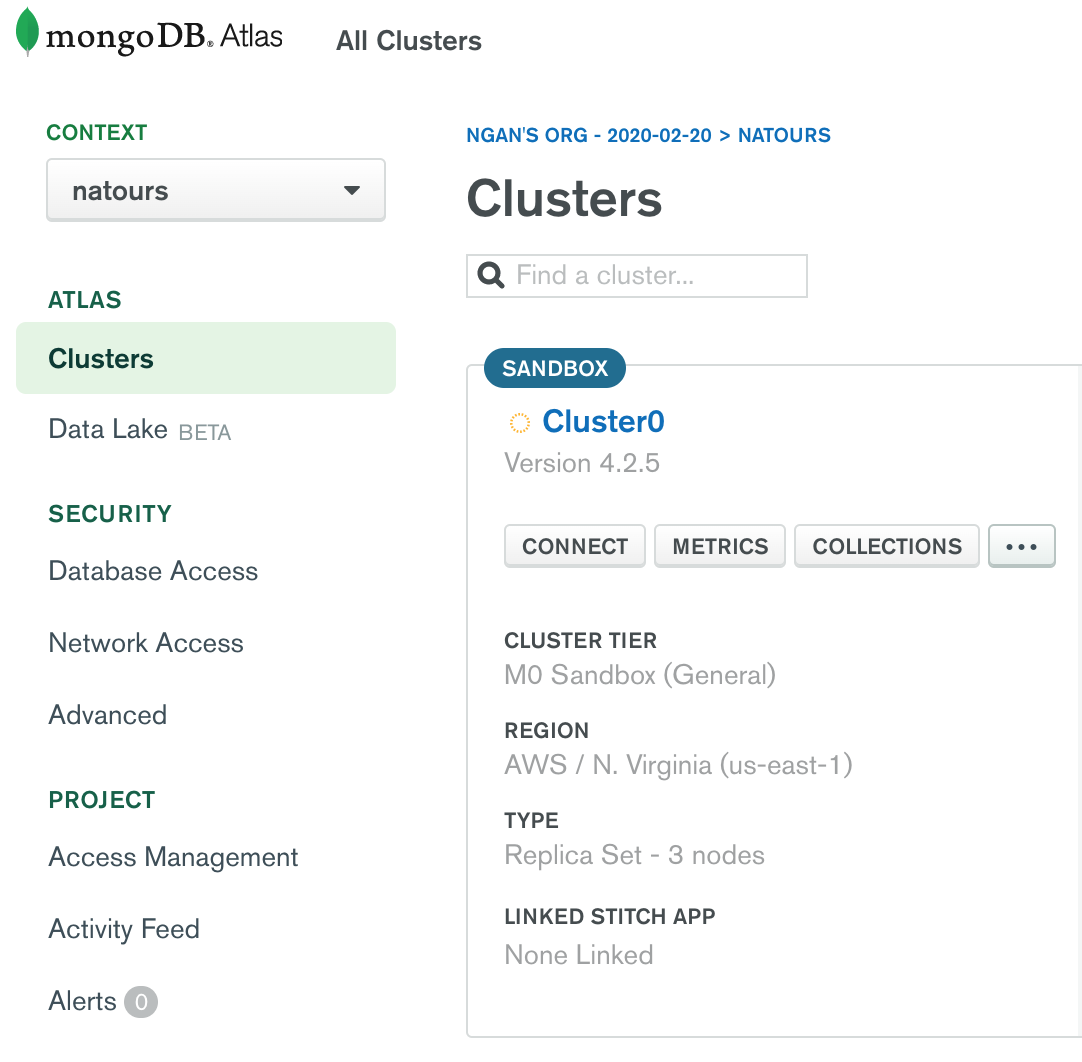 mongoDB. Atlas
All Clusters
CONTEXT
natours
ATLAS
Clusters
Data Lake BETA
SECURITY
Database Access
Network Access
Advanced
PROJECT
Access Management
Activity Feed
Alerts 0
NGAN'S ORG - 2020-02-20 > NATOURS
Clusters
Find a cluster...
SANDBOX
Cluster0
Version 4.2.5
CONNECT METRICS COLLECTIONS ...
CLUSTER TIER
M0 Sandbox (General)
REGION
AWS / N. Virginia (us-east-1)
TYPE
Replica Set - 3 nodes
LINKED STITCH APP
None Linked